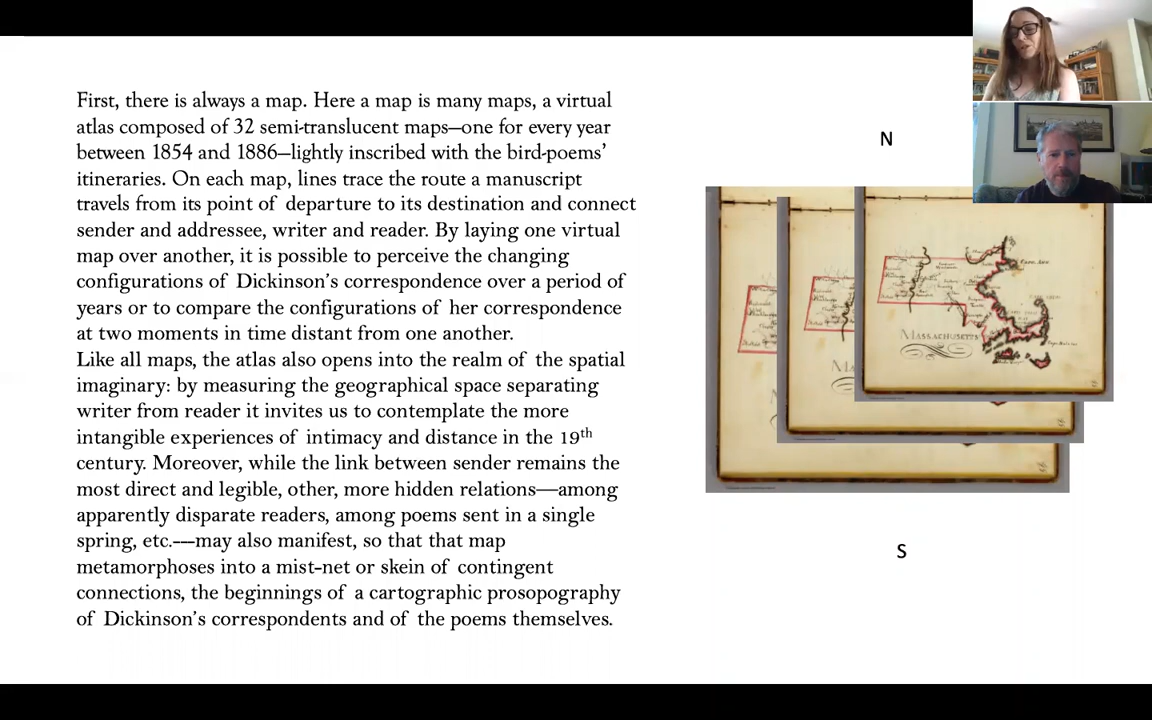 First, there is always a map. Here a map is many maps, a virtual
atlas composed of 32 semi-translucent maps—one for every year
between 1854 and 1886—lightly inscribed with the bird-poems’
itineraries. On each map, lines trace the route a manuscript
travels from its point of departure to its destination and connect
sender and addressee, writer and reader. By laying one virtual
map over another, it is possible to perceive the changing
configurations of Dickinson’s correspondence over a period of
years or to compare the configurations of her correspondence
at two moments in time distant from one another.
Like all maps, the atlas also opens into the realm of the spatial
imaginary: by measuring the geographical space separating
writer from reader it invites us to contemplate the more
intangible experiences of intimacy and distance in the 19th
century. Moreover, while the link between sender remains the
most direct and legible, other, more hidden relations—among
apparently disparate readers, among poems sent in a single
spring, etc.—-may also manifest, so that that map
metamorphoses into a mist-net or skein of contingent
connections, the beginnings of a cartographic prosopography
of Dickinson’s correspondents and of the poems themselves.
N
MASSACHUSETTS
S